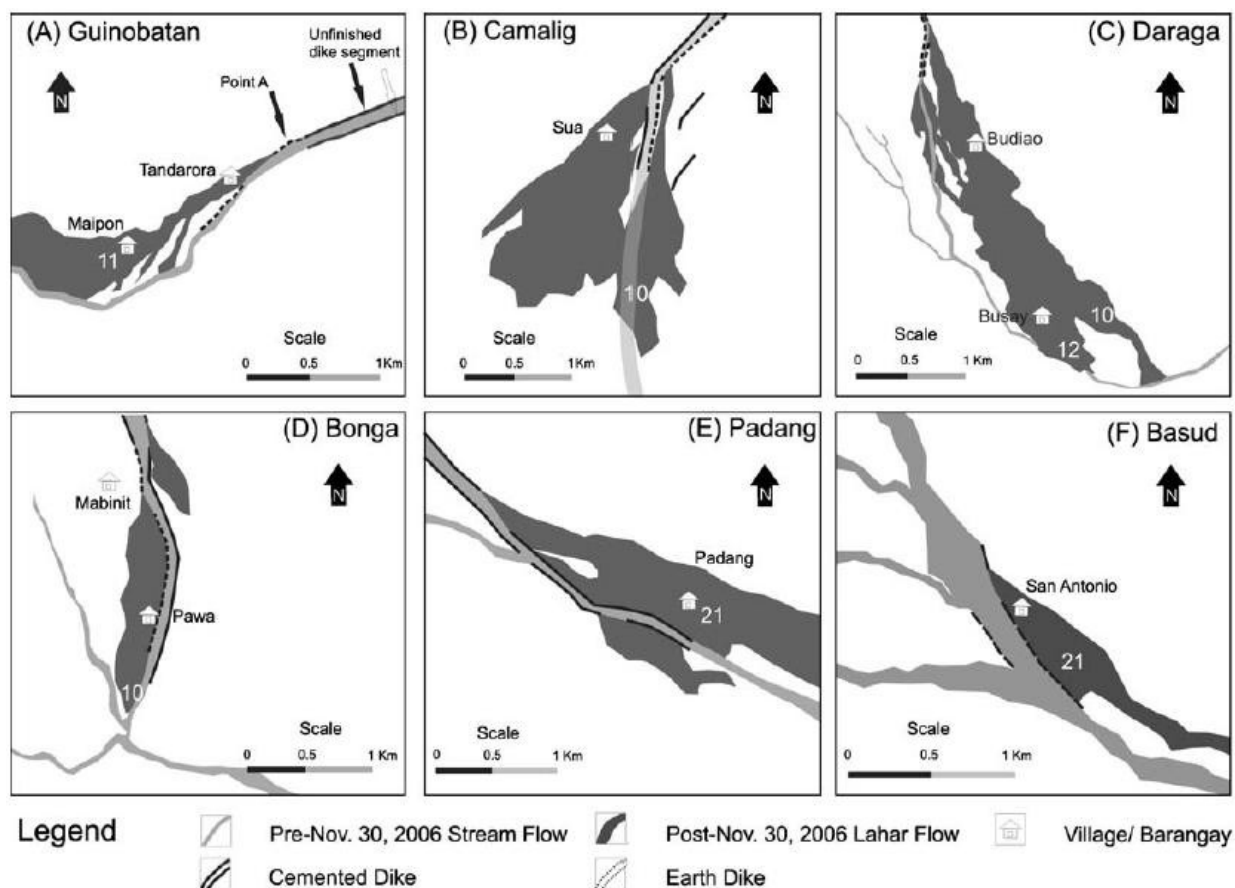 (A) Guinobatan
Unfinished
dike segment
Point A
N
Tandarora
Maipon
11
Scale
0 0.5 1Km
(B) Camalig
N
Sua
10
Scale
0 0.5 1 Km
(C) Daraga
N
Budiao
Busay
10
12
Scale
0 0.5 1 Km
(D) Bonga
N
Mabinit
Pawa
10
Scale
0 0.5 1 Km
(E) Padang
N
Padang
21
Scale
0 0.5 1 Km
(F) Basud
N
San Antonio
21
Scale
0 0.5 1 Km
Legend
Pre-Nov. 30, 2006 Stream Flow
Post-Nov. 30, 2006 Lahar Flow
Village/ Barangay
Cemented Dike
Earth Dike